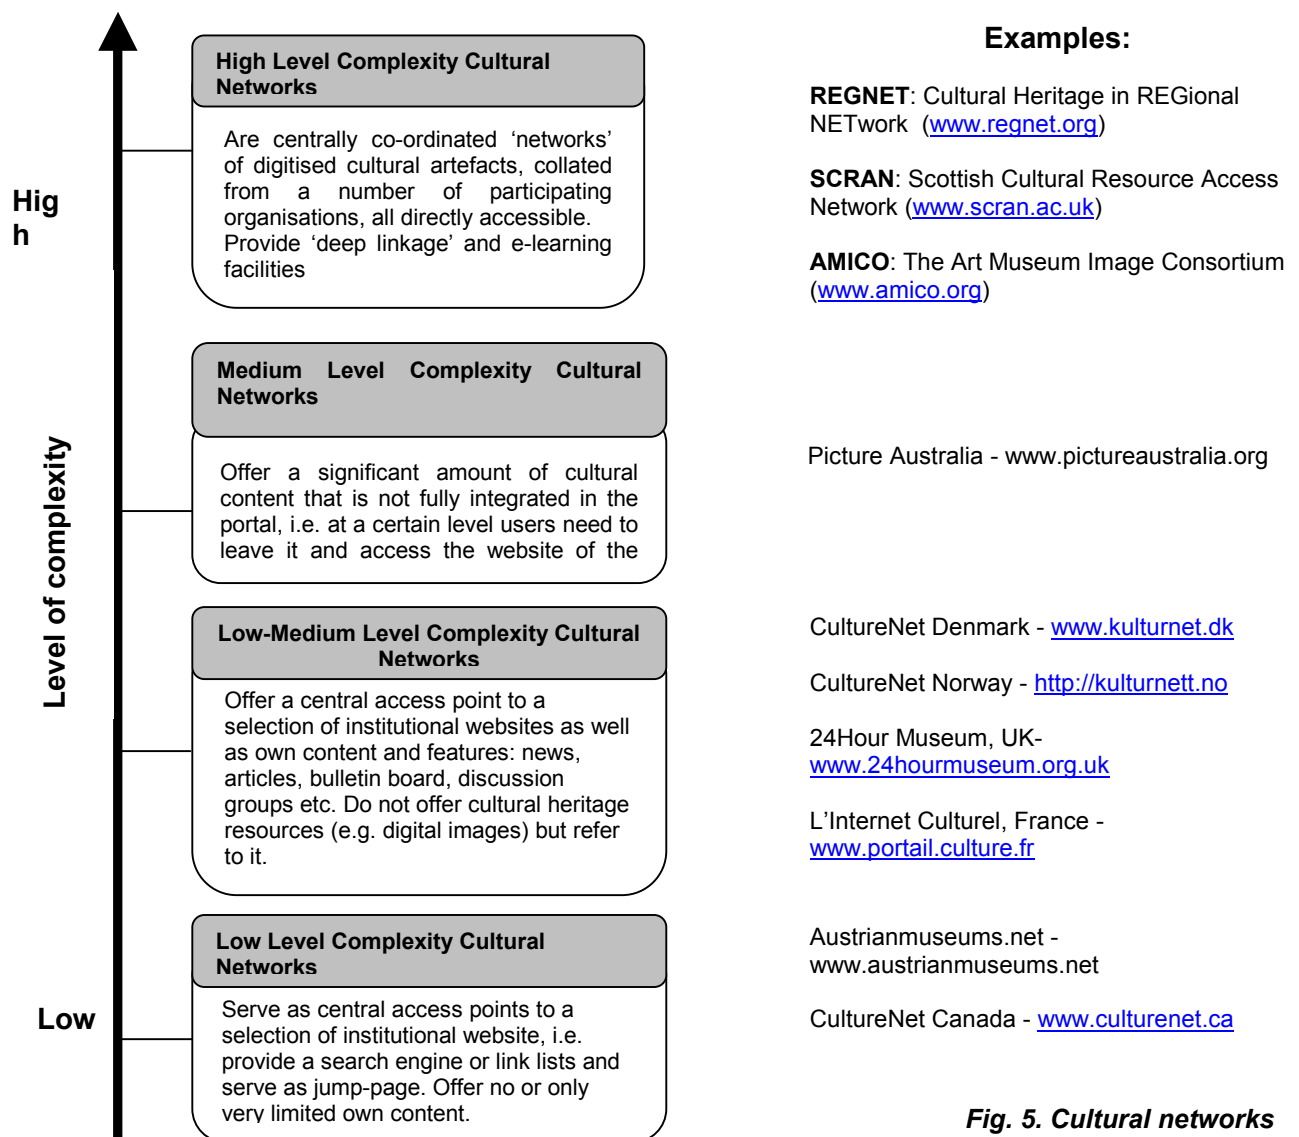 Examples:
High Level Complexity Cultural
Networks
Are centrally co-ordinated ‘networks’
of digitised cultural artefacts, collated
from a number of participating
organisations, all directly accessible.
Provide ‘deep linkage’ and e-learning
facilities
REGNET: Cultural Heritage in REGional
NETwork (www.regnet.org)
SCRAN: Scottish Cultural Resource Access
Network (www.scran.ac.uk)
AMICO: The Art Museum Image Consortium
(www.amico.org)
Hig
h
Medium Level Complexity Cultural
Networks
Offer a significant amount of cultural
content that is not fully integrated in the
portal, i.e. at a certain level users need to
leave it and access the website of the
Picture Australia - www.pictureaustralia.org
Level of complexity
Low-Medium Level Complexity Cultural
Networks
Offer a central access point to a
selection of institutional websites as well
as own content and features: news,
articles, bulletin board, discussion
groups etc. Do not offer cultural heritage
resources (e.g. digital images) but refer
to it.
CultureNet Denmark - www.kulturnet.dk
CultureNet Norway - http://kulturnett.no
24Hour Museum, UK-
www.24hourmuseum.org.uk
L’Internet Culturel, France -
www.portail.culture.fr
Low Level Complexity Cultural
Networks
Serve as central access points to a
selection of institutional website, i.e.
provide a search engine or link lists and
serve as jump-page. Offer no or only
very limited own content.
Austrianmuseums.net -
www.austrianmuseums.net
CultureNet Canada - www.culturenet.ca
Low
Fig. 5. Cultural networks